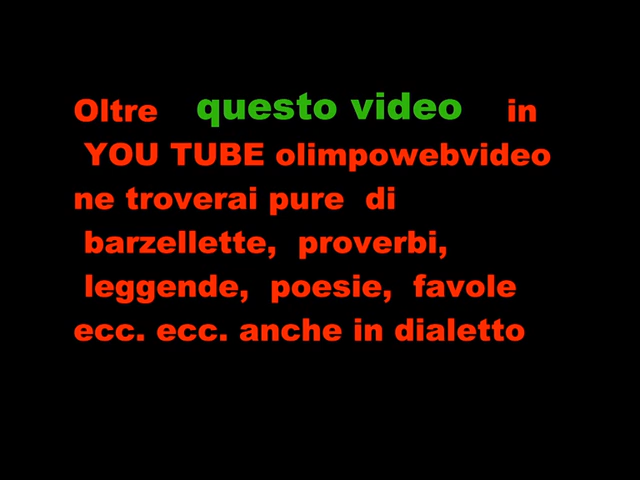 Oltre questo video in
YOU TUBE olimpowebvideo
ne troverai pure di
barzellette, proverbi,
leggende, poesie, favole
ecc. ecc. anche in dialetto